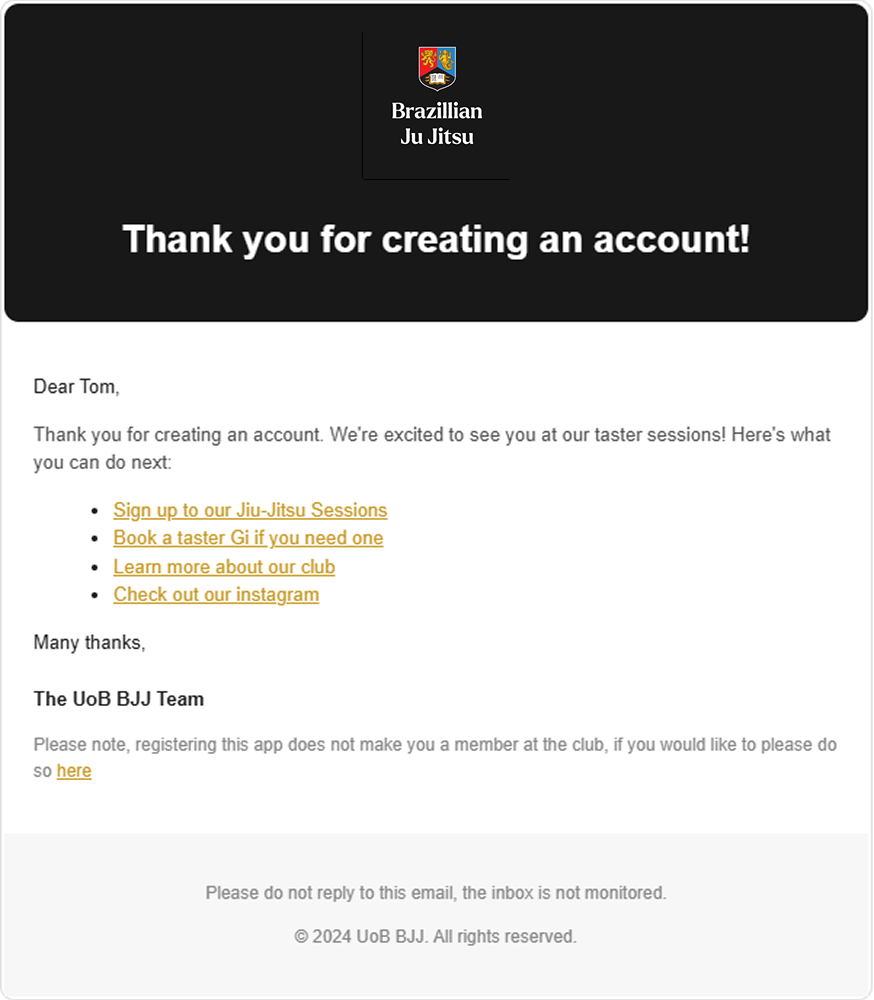 Brazillian
Ju Jitsu
Thank you for creating an account!
Dear Tom,
Thank you for creating an account. We're excited to see you at our taster sessions! Here's what
you can do next:
• Sign up to our Jiu-Jitsu Sessions
• Book a taster Gi if you need one
• Learn more about our club
• Check out our instagram
Many thanks,
The UoB BJJ Team
Please note, registering this app does not make you a member at the club, if you would like to please do
so here
Please do not reply to this email, the inbox is not monitored.
© 2024 UoB BJJ. All rights reserved.